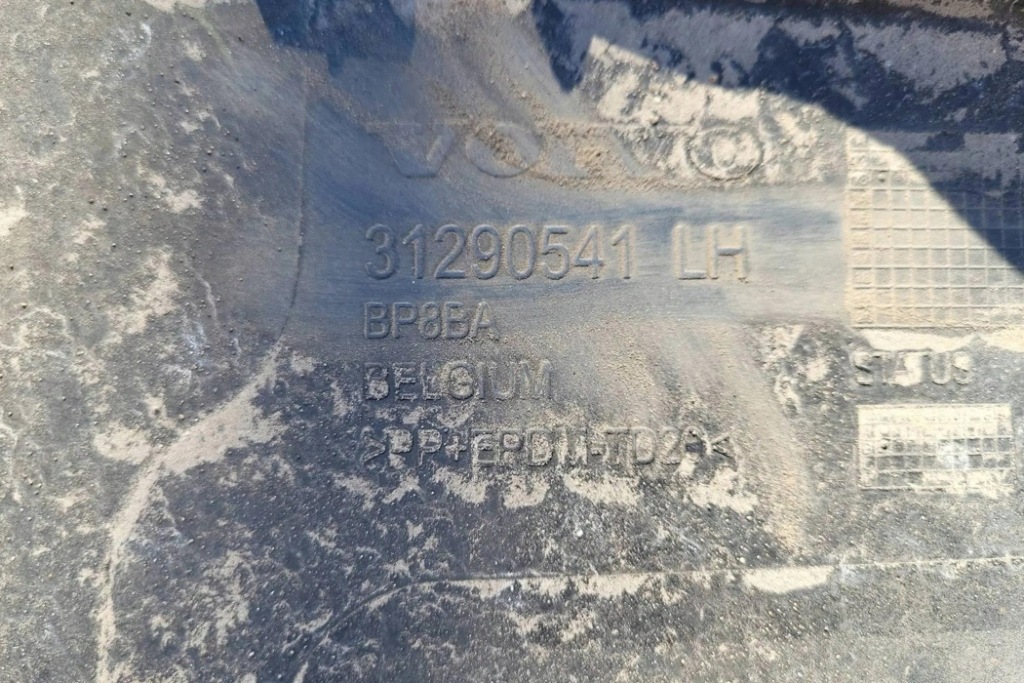 VOLVO
31290541 LH
BP8BA
BELGIUM
STATUS
>PP+EPDM-TD20<